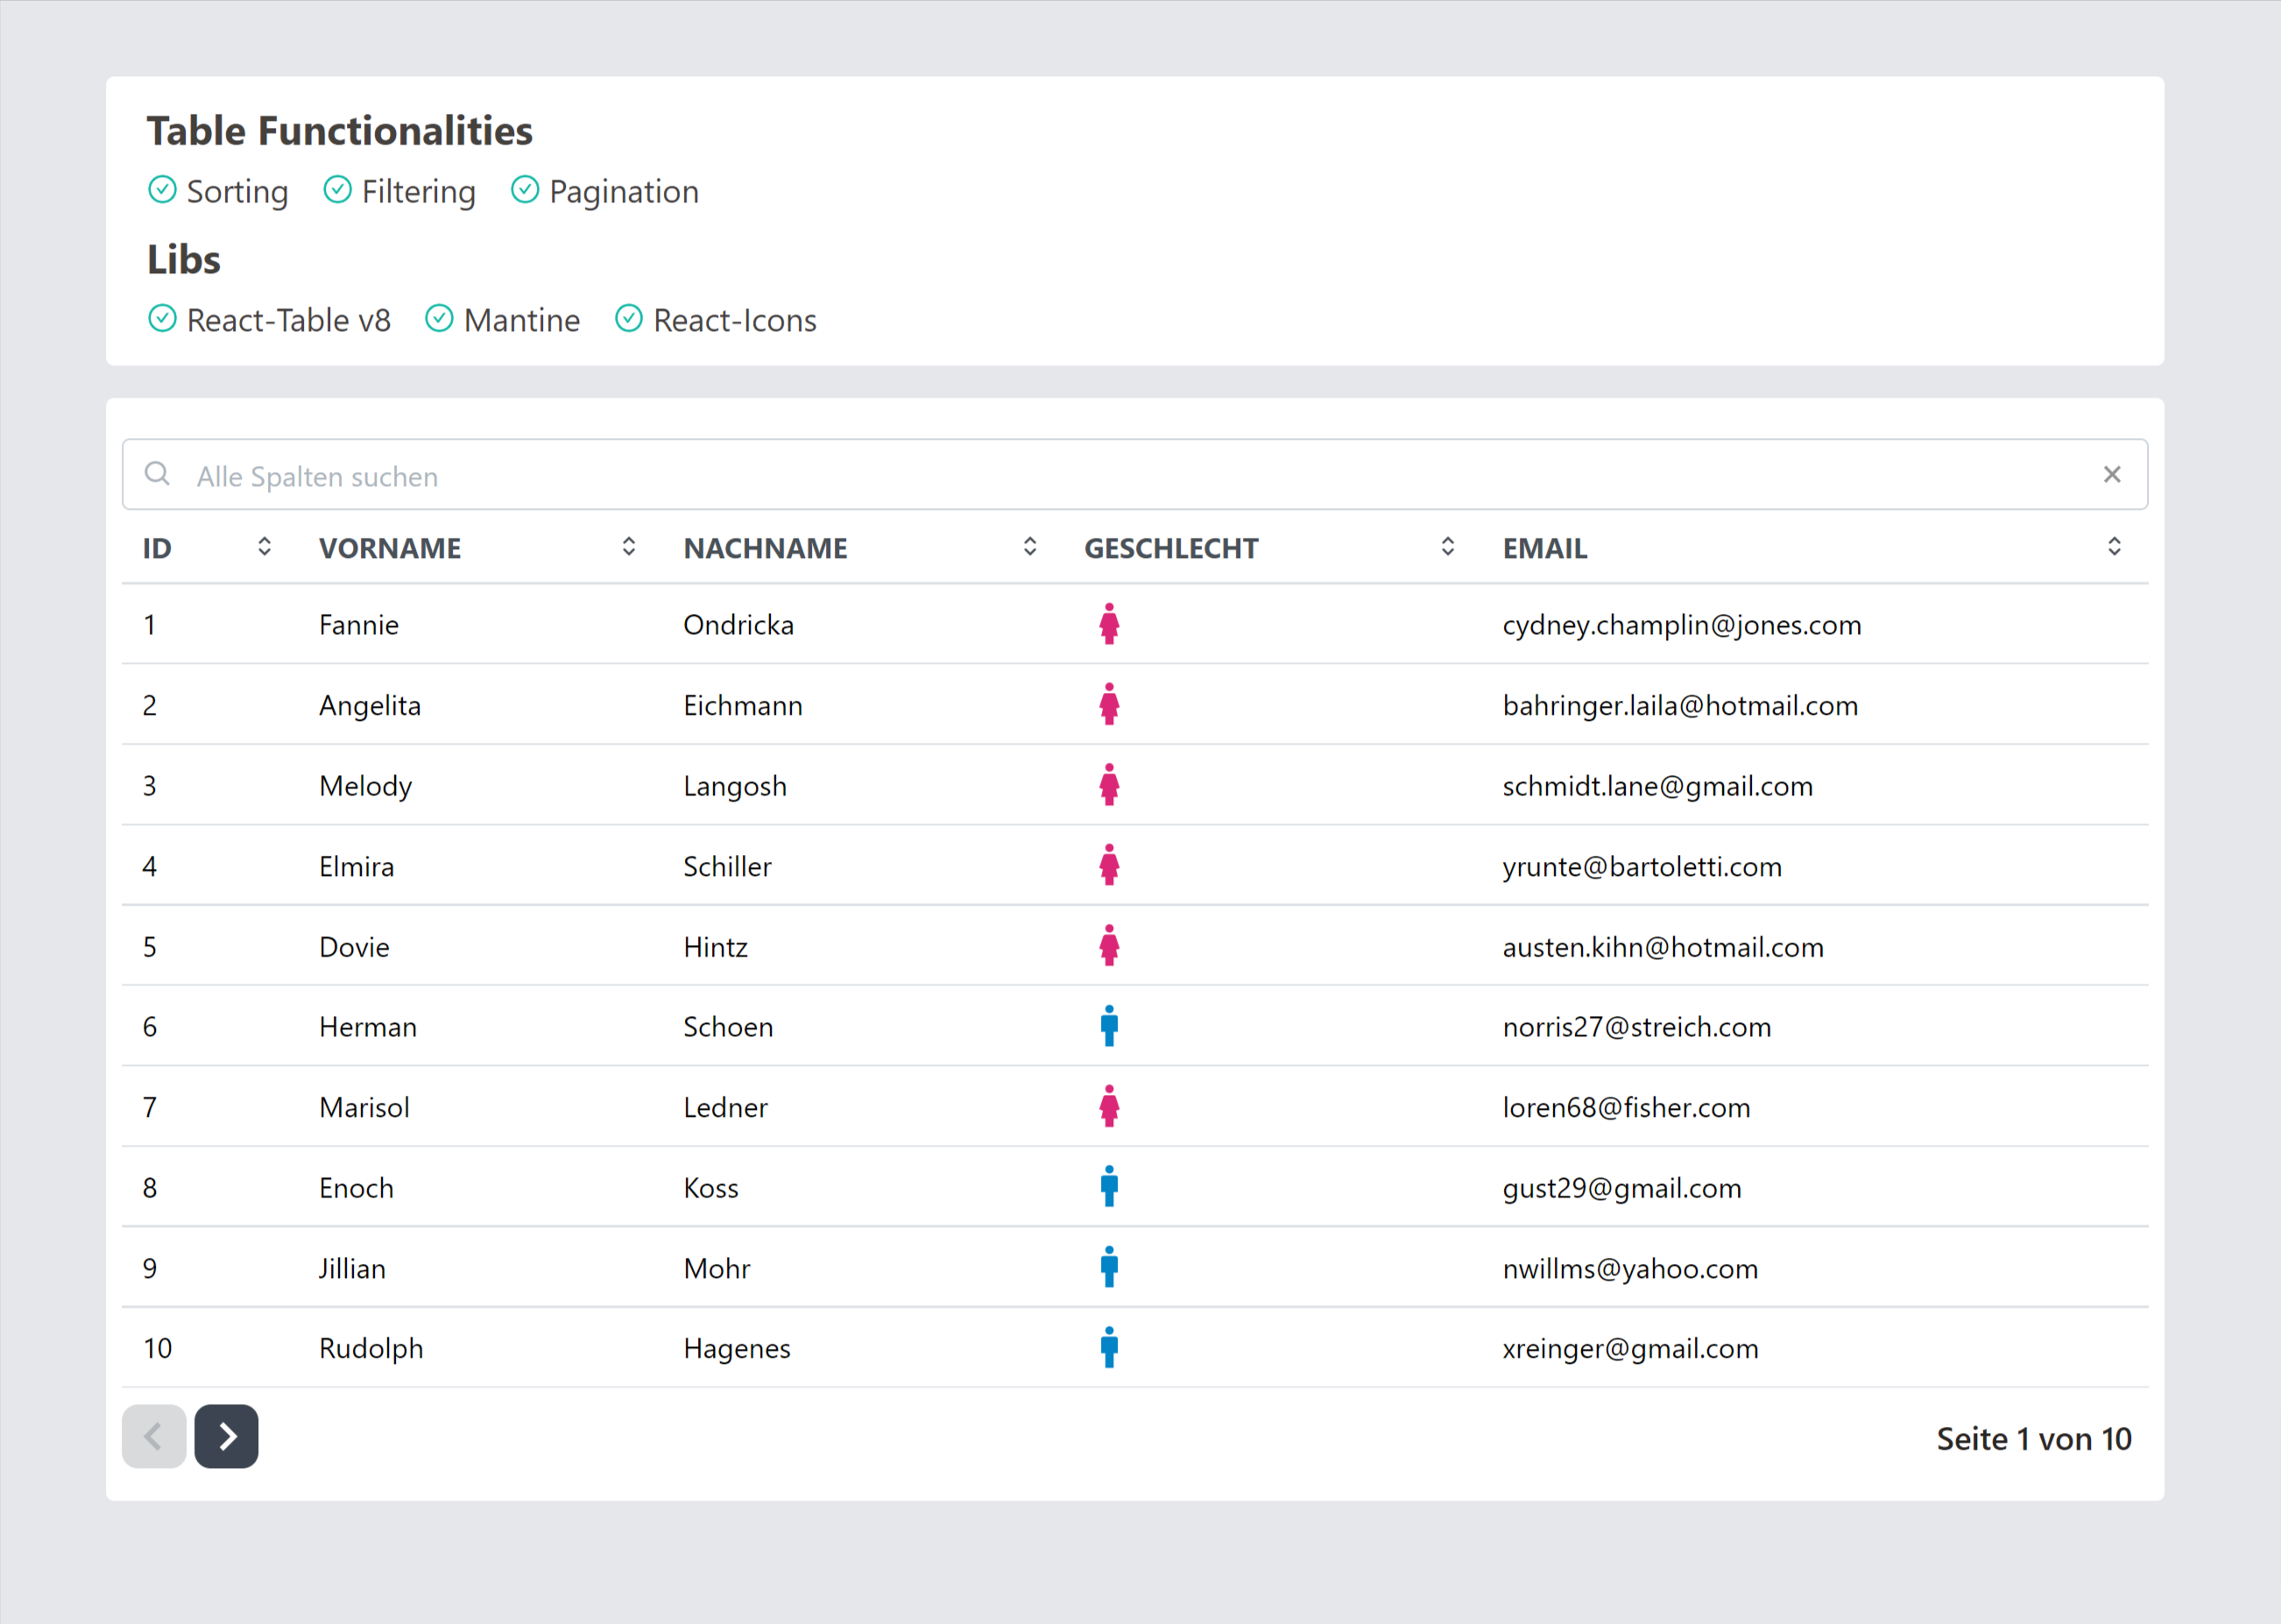 Table Functionalities
Sorting Filtering Pagination
Libs
React-Table v8 Mantine React-Icons
Alle Spalten suchen
ID VORNAME NACHNAME GESCHLECHT EMAIL
1 Fannie Ondricka cydney.champlin@jones.com
2 Angelita Eichmann bahringer.laila@hotmail.com
3 Melody Langosh schmidt.lane@gmail.com
4 Elmira Schiller yrunte@bartoletti.com
5 Dovie Hintz austen.kihn@hotmail.com
6 Herman Schoen norris27@streich.com
7 Marisol Ledner loren68@fisher.com
8 Enoch Koss gust29@gmail.com
9 Jillian Mohr nwillms@yahoo.com
10 Rudolph Hagenes xreinger@gmail.com
Seite 1 von 10